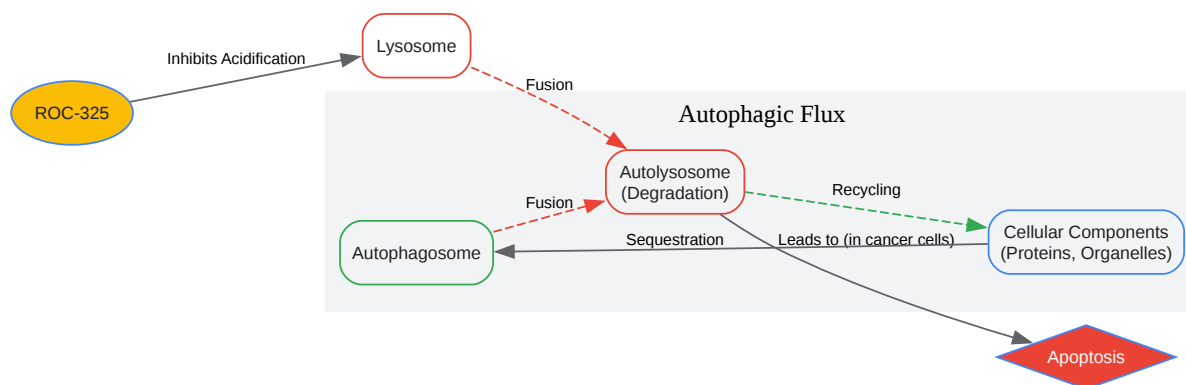 Inhibits Acidification
Lysosome
ROC-325
Fusion
Autophagic Flux
Autolysosome
(Degradation)
Recycling
Fusion
Autophagosome
Sequestration
Leads to (in cancer cells)
Cellular Components
(Proteins, Organelles)
Apoptosis